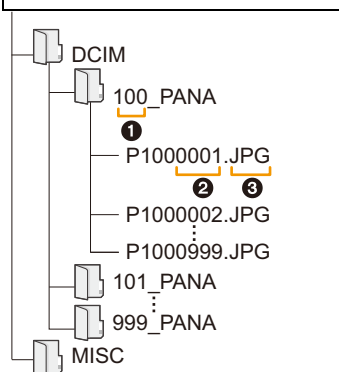 DCIM
100_PANA
❶
P1000001.JPG
❷ ❸
P1000002.JPG
P1000999.JPG
101_PANA
999_PANA
MISC